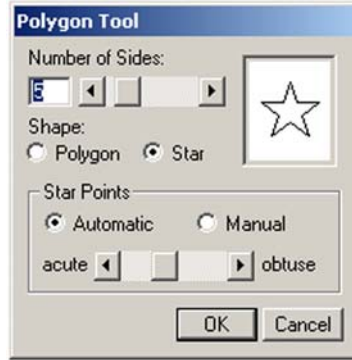 Polygon Tool
Number of Sides:
5
Shape:
Polygon Star
Star Points
Automatic Manual
acute obtuse
OK Cancel